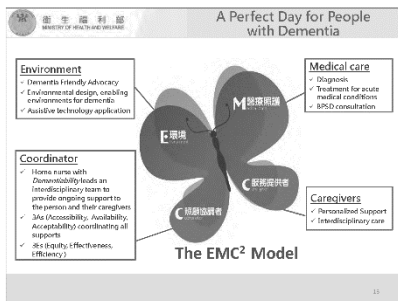 衛生福利部
MINISTRY OF HEALTH AND WELFARE
A Perfect Day for People
with Dementia
Environment
✓ Dementia Friendly Advocacy
✓ Environmental design, enabling
environments for dementia
✓ Assistive technology application
Medical care
✓ Diagnosis
✓ Treatment for acute
medical conditions
✓ BPSD consultation
E環境
M醫療照護
Coordinator
✓ Home nurse with
Dementiability leads an
interdisciplinary team to
provide ongoing support to
the person and their caregivers
✓ 3As (Accessibility, Availability,
Acceptability) coordinating all
supports
✓ 3Es (Equity, Effectiveness,
Efficiency)
C照顧協調者
C服務提供者
Caregivers
✓ Personalized Support
✓ Interdisciplinary care
The EMC² Model